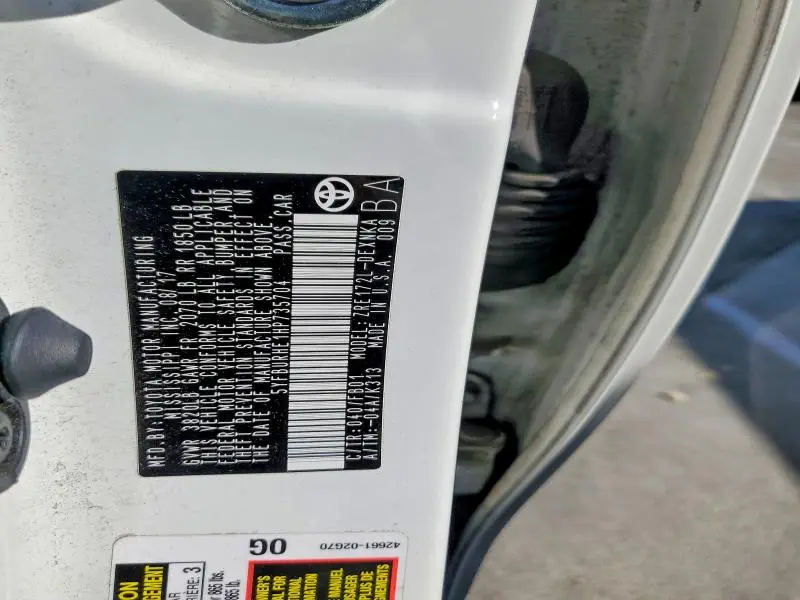 MFD.BY: TOYOTA MOTOR MANUFACTURING
MISSISSIPPI INC. 08/17
GVWR 3820LB GAWR FR 2070 LB RR 1850LB
THIS VEHICLE CONFORMS TO ALL APPLICABLE
FEDERAL MOTOR VEHICLE SAFETY, BUMPER AND
THEFT PREVENTION STANDARDS IN EFFECT ON
THE DATE OF MANUFACTURE SHOWN ABOVE.
5YFBURHE1HP735704 PASS.CAR
C/TR:0407FB01 MODEL: ZRE172L-DEXNKA
A/TM:-04A/K313 MADE IN U.S.A. 009 BA
42661-02G70
0G
3